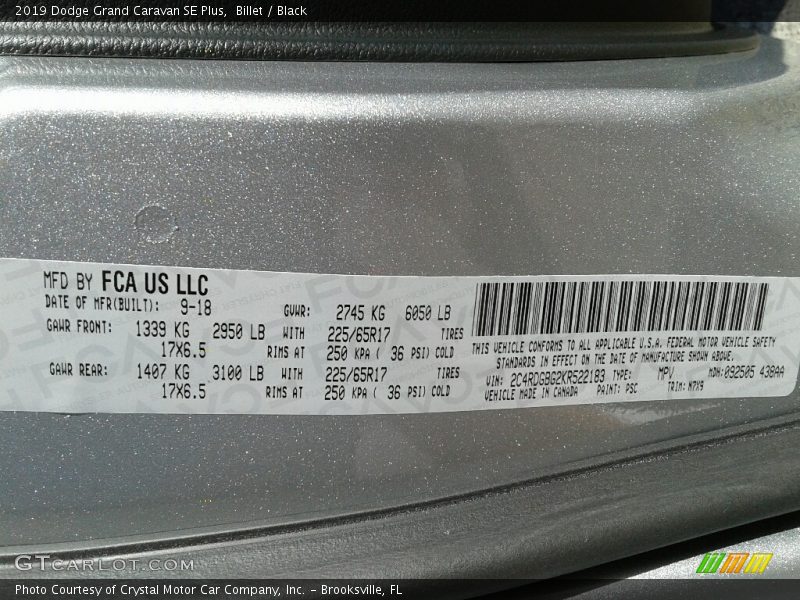 2019 Dodge Grand Caravan SE Plus,  Billet / Black
MFD BY FCA US LLC
DATE OF MFR(BUILT): 9-18
GVWR: 2745 KG 6050 LB
GAWR FRONT: 1339 KG 2950 LB WITH 225/65R17 TIRES
17X6.5 RIMS AT 250 KPA ( 36 PSI) COLD
GAWR REAR: 1407 KG 3100 LB WITH 225/65R17 TIRES
17X6.5 RIMS AT 250 KPA ( 36 PSI) COLD
THIS VEHICLE CONFORMS TO ALL APPLICABLE U.S.A. FEDERAL MOTOR VEHICLE SAFETY
STANDARDS IN EFFECT ON THE DATE OF MANUFACTURE SHOWN ABOVE.
VIN: 2C4RDGBG2KR522183 TYPE: MPV MDH:092505 438AA
VEHICLE MADE IN CANADA PAINT: PSC TRIM: H7X9
GTCARLOT.COM
Photo Courtesy of Crystal Motor Car Company, Inc. – Brooksville, FL